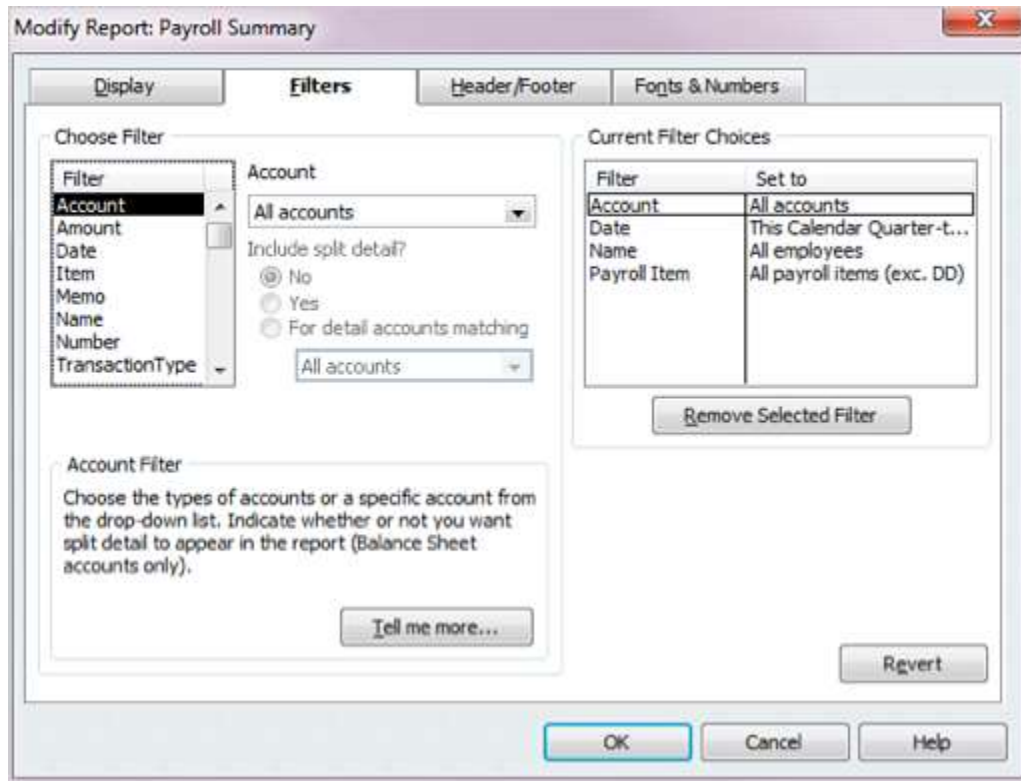 Modify Report: Payroll Summary
Display
Filters
Header/Footer
Fonts & Numbers
Choose Filter
Filter
Account
Amount
Date
Item
Memo
Name
Number
TransactionType
Account
All accounts
Include split detail?
No
Yes
For detail accounts matching
All accounts
Account Filter
Choose the types of accounts or a specific account from
the drop-down list. Indicate whether or not you want
split detail to appear in the report (Balance Sheet
accounts only).
Tell me more...
Current Filter Choices
Filter Set to
Account All accounts
Date This Calendar Quarter-t...
Name All employees
Payroll Item All payroll items (exc. DD)
Remove Selected Filter
Revert
OK
Cancel
Help